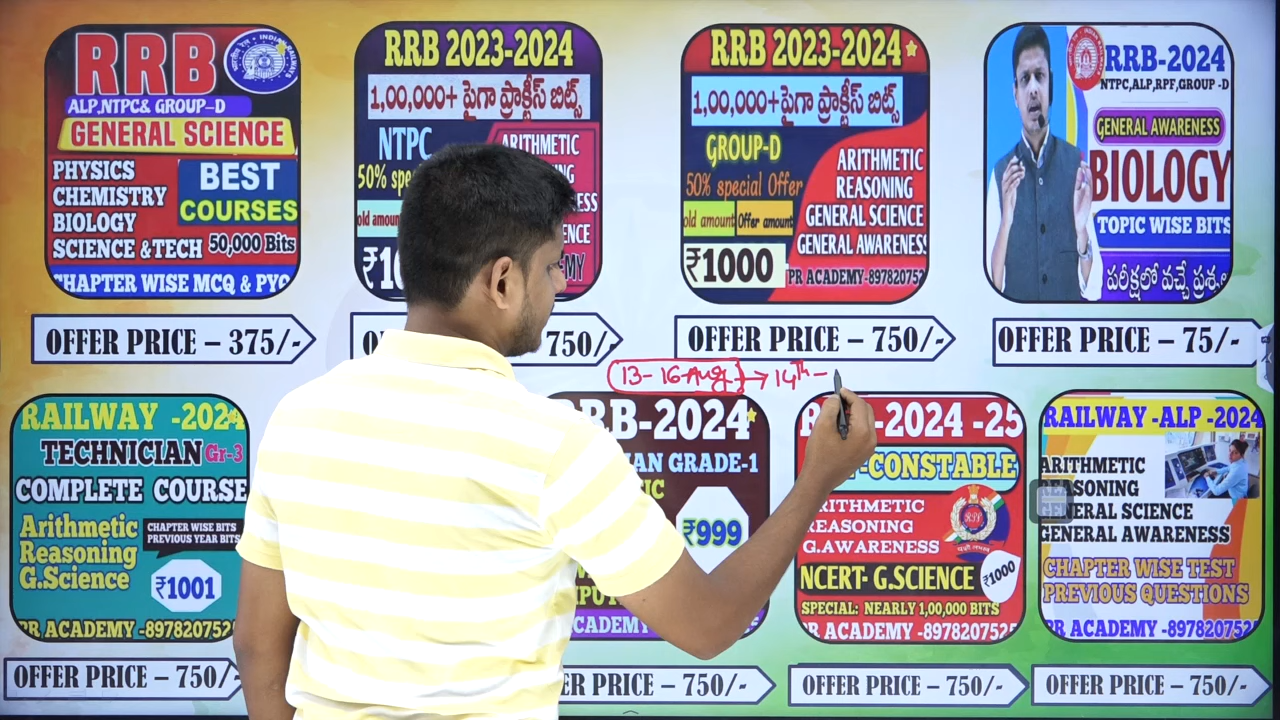 RRB
ALP,NTPC& GROUP-D
GENERAL SCIENCE
PHYSICS
CHEMISTRY
BIOLOGY
SCIENCE &TECH
BEST
COURSES
50,000 Bits
CHAPTER WISE MCQ & PYQ
OFFER PRICE – 375/-
RRB 2023-2024
1,00,000+ పైగా ప్రాక్టీస్ బిట్స్
NTPC
50%
ARITHMETIC
old
750/-
RRB 2023-2024
1,00,000+పైగా ప్రాక్టీస్ బిట్స్
GROUP-D
50% special Offer
old amount
Offer amount
₹1000
ARITHMETIC
REASONING
GENERAL SCIENCE
GENERAL AWARENESS
PR ACADEMY-897820752
OFFER PRICE – 750/-
RRB-2024
NTPC,ALP,RPF,GROUP -D
GENERAL AWARENESS
BIOLOGY
TOPIC WISE BITS
పరీక్షలో వచ్చే
OFFER PRICE – 75/-
13-16 Aug → 14th –
RAILWAY -2024
TECHNICIAN Gr-3
COMPLETE COURSE
Arithmetic
Reasoning
G.Science
CHAPTER WISE BITS
PREVIOUS YEAR BITS
₹1001
PR ACADEMY -8978207525
OFFER PRICE – 750/-
RRB-2024
GRADE-1
₹999
PRICE – 750/-
-2024 -25
-CONSTABLE
ARITHMETIC
REASONING
G.AWARENESS
NCERT- G.SCIENCE
₹1000
SPECIAL: NEARLY 1,00,000 BITS
PR ACADEMY -8978207525
OFFER PRICE – 750/-
RAILWAY -ALP -2024
ARITHMETIC
REASONING
GENERAL SCIENCE
GENERAL AWARENESS
CHAPTER WISE TEST
PREVIOUS QUESTIONS
PR ACADEMY -8978207525
OFFER PRICE – 750/-